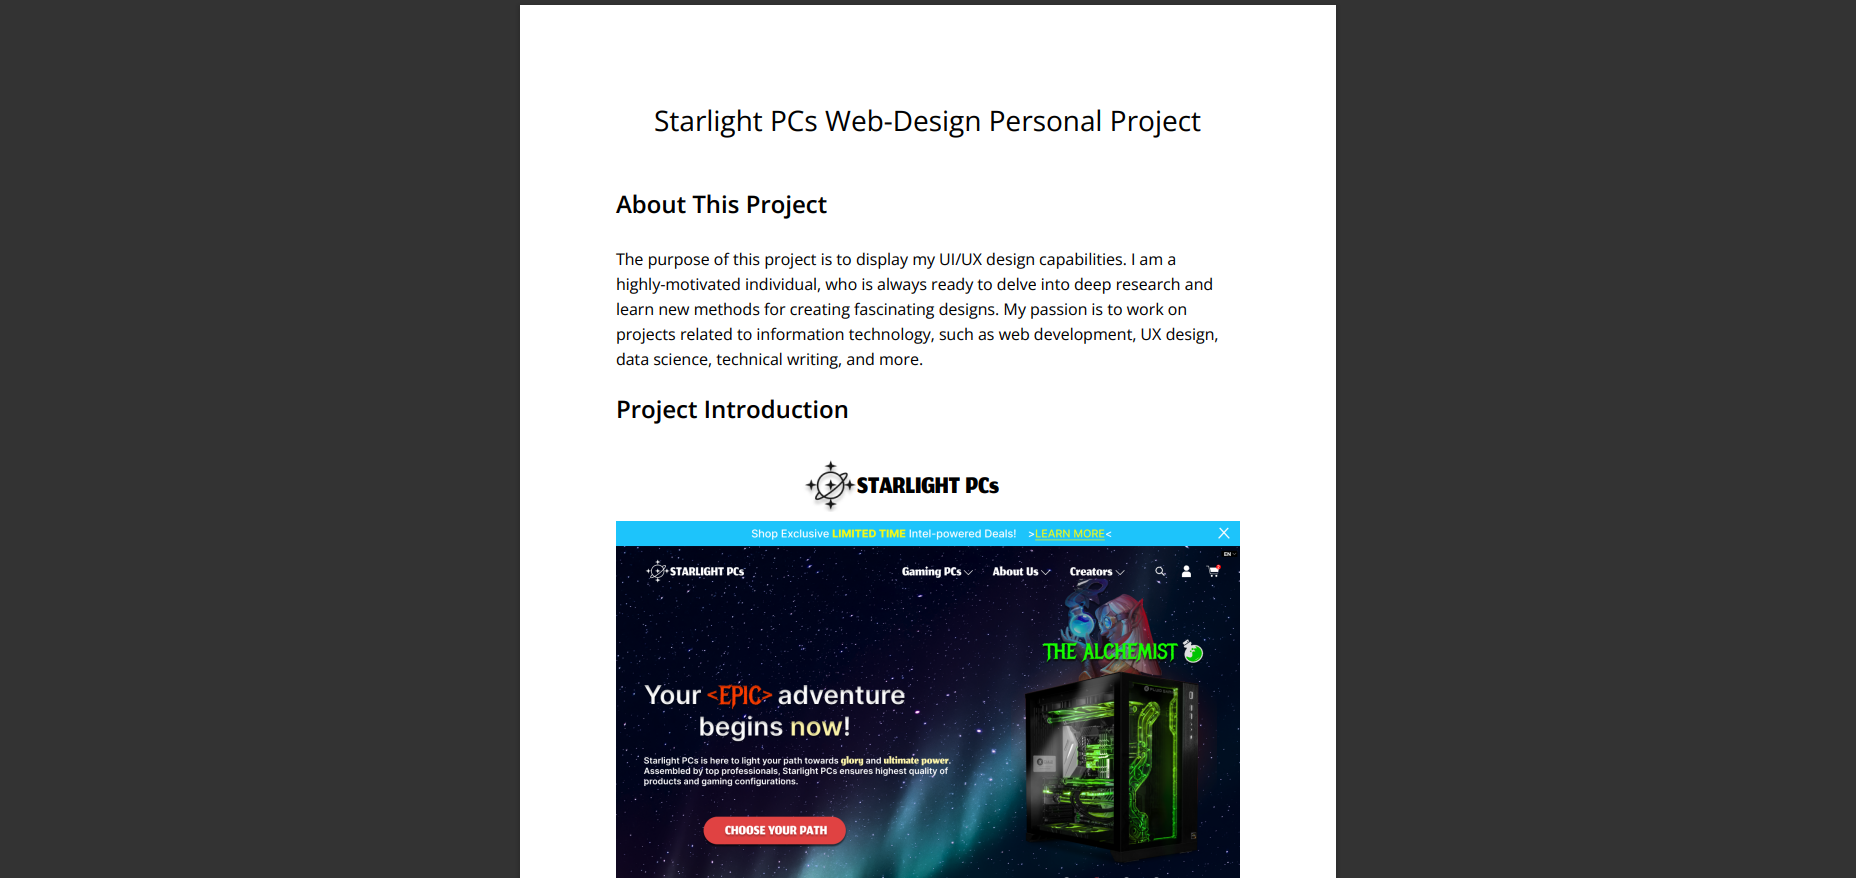 Starlight PCs Web-Design Personal Project
About This Project
The purpose of this project is to display my UI/UX design capabilities. I am a
highly-motivated individual, who is always ready to delve into deep research and
learn new methods for creating fascinating designs. My passion is to work on
projects related to information technology, such as web development, UX design,
data science, technical writing, and more.
Project Introduction
STARLIGHT PCs
Shop Exclusive LIMITED TIME Intel-powered Deals! >LEARN MORE<
EN
STARLIGHT PCs Gaming PCs About Us Creators
THE ALCHEMIST
Your <EPIC> adventure
begins now!
Starlight PCs is here to light your path towards glory and ultimate power.
Assembled by top professionals, Starlight PCs ensures highest quality of
products and gaming configurations.
CHOOSE YOUR PATH